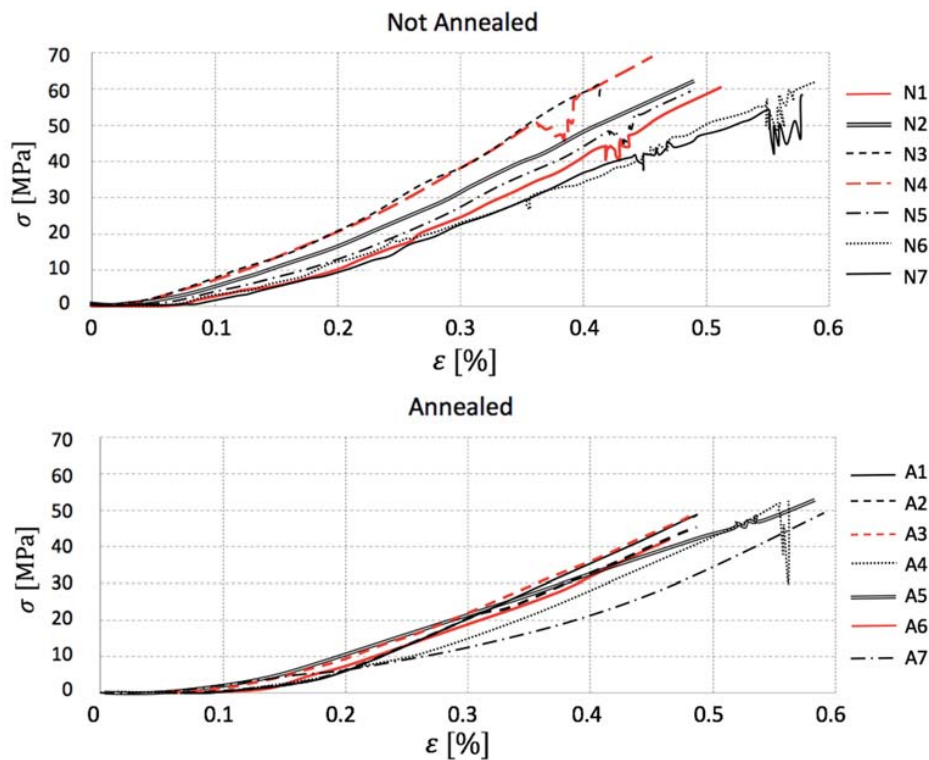 Not Annealed
σ [MPa]
70
60
50
40
30
20
10
0
0 0.1 0.2 0.3 0.4 0.5 0.6
ε [%]
N1
N2
N3
N4
N5
N6
N7
Annealed
σ [MPa]
70
60
50
40
30
20
10
0
0 0.1 0.2 0.3 0.4 0.5 0.6
ε [%]
A1
A2
A3
A4
A5
A6
A7